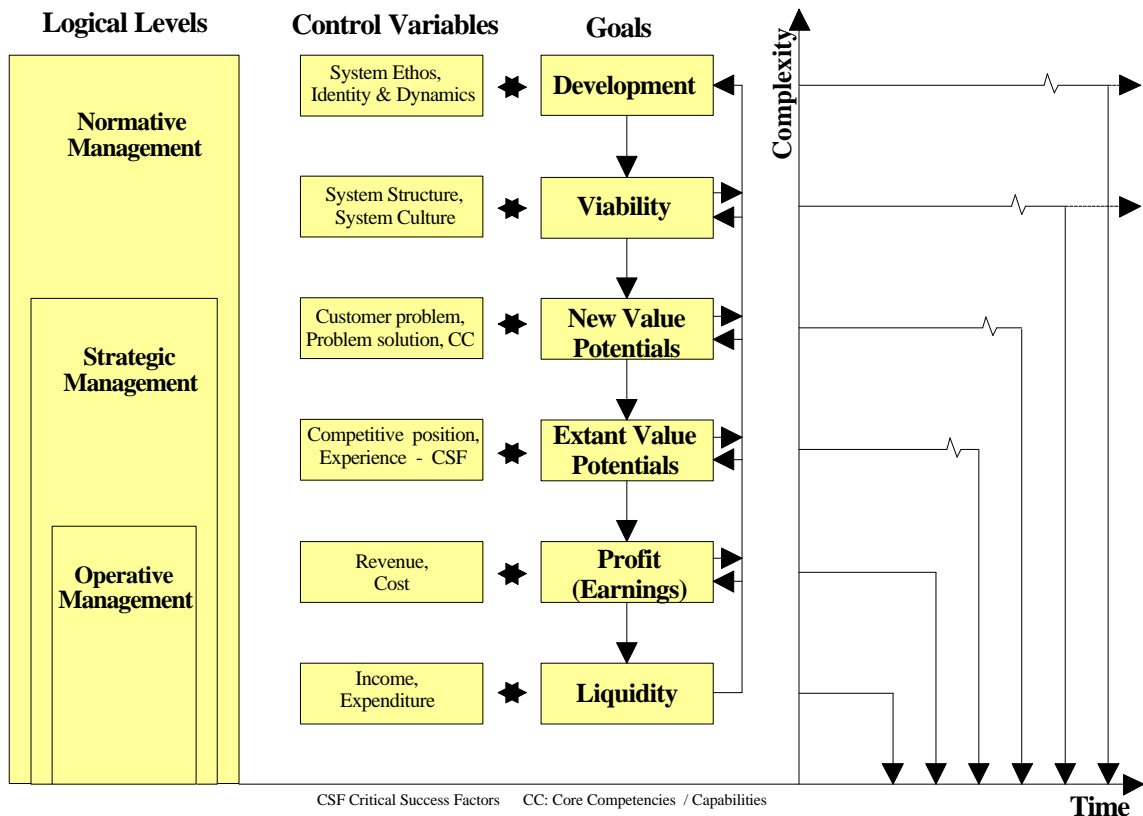 Logical Levels
Control Variables
Goals
Complexity
Normative
Management
System Ethos,
Identity & Dynamics
Development
System Structure,
System Culture
Viability
Strategic
Management
Customer problem,
Problem solution, CC
New Value
Potentials
Competitive position,
Experience - CSF
Extant Value
Potentials
Operative
Management
Revenue,
Cost
Profit
(Earnings)
Income,
Expenditure
Liquidity
CSF Critical Success Factors CC: Core Competencies / Capabilities
Time